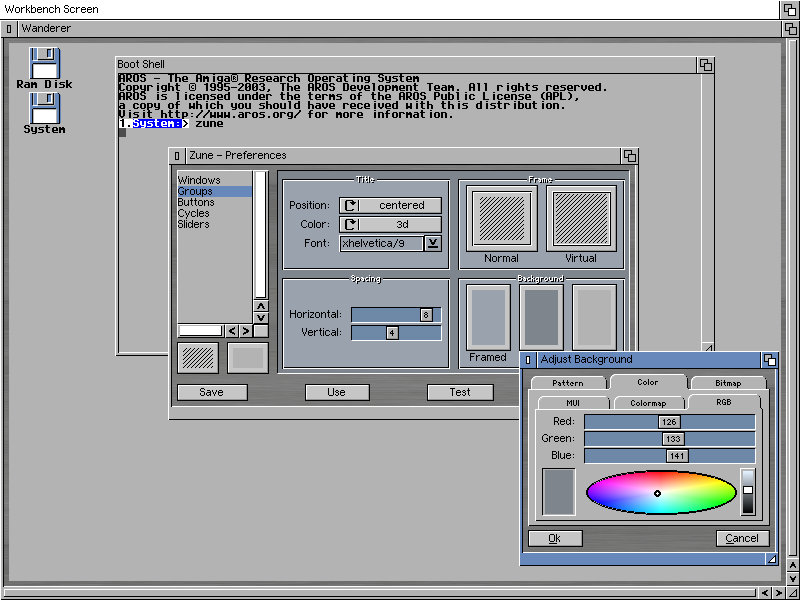 Workbench Screen
Wanderer
Ram Disk
System
Boot Shell
AROS - The Amiga® Research Operating System
Copyright © 1995-2003, The AROS Development Team. All rights reserved.
AROS is licensed under the terms of the AROS Public License (APL),
a copy of which you should have received with this distribution.
Visit http://www.aros.org/ for more information.
1.System:> zune
Zune - Preferences
Windows
Groups
Buttons
Cycles
Sliders
Title
Position: centered
Color: 3d
Font: xhelvetica/9
Frame
Normal Virtual
Spacing
Horizontal: 8
Vertical: 4
Background
Framed
Save Use Test
Adjust Background
Pattern Color Bitmap
MUI Colormap RGB
Red: 126
Green: 133
Blue: 141
Ok Cancel